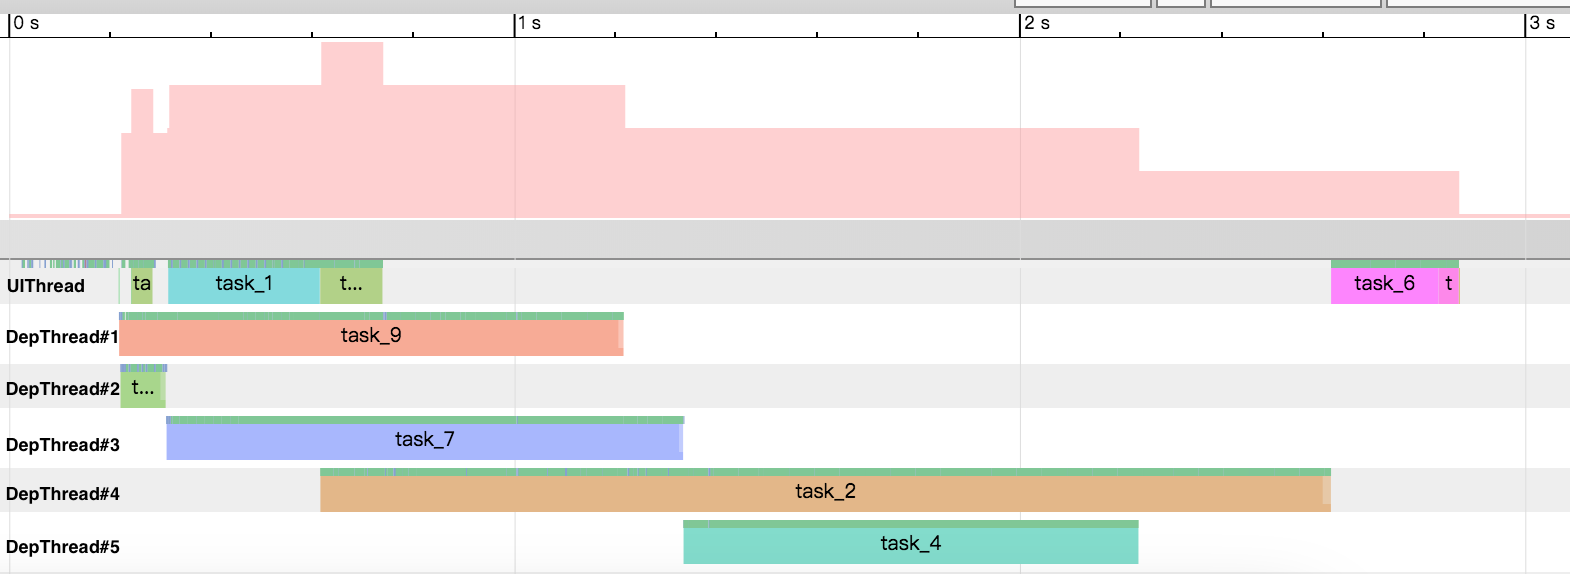 0 s 1 s 2 s 3 s
UIThread ta task_1 t... task_6 t
DepThread#1 task_9
DepThread#2 t...
DepThread#3 task_7
DepThread#4 task_2
DepThread#5 task_4